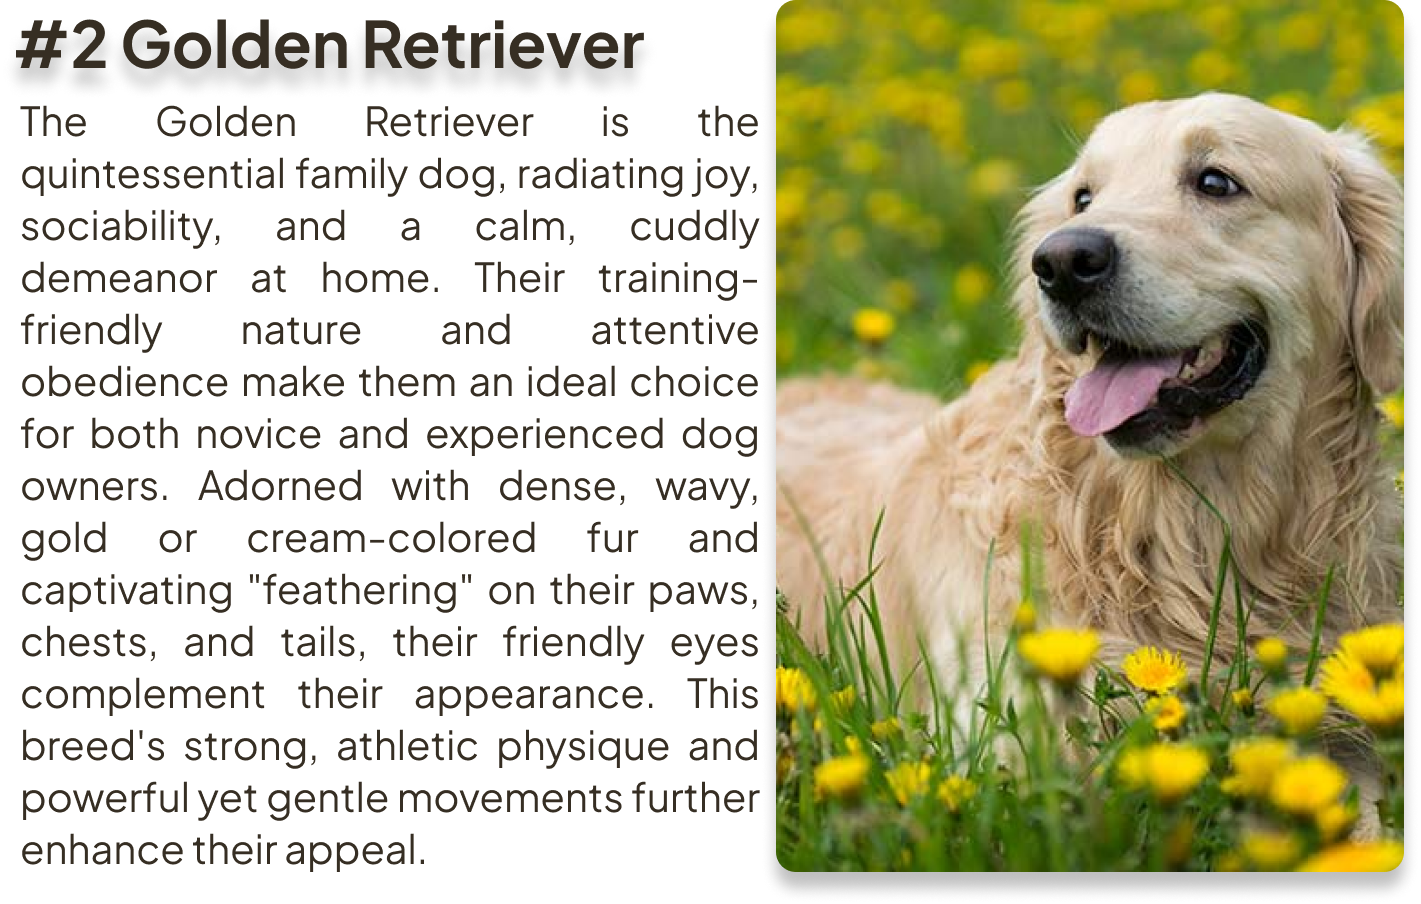 #2 Golden Retriever
The Golden Retriever is the
quintessential family dog, radiating joy,
sociability, and a calm, cuddly
demeanor at home. Their training-
friendly nature and attentive
obedience make them an ideal choice
for both novice and experienced dog
owners. Adorned with dense, wavy,
gold or cream-colored fur and
captivating "feathering" on their paws,
chests, and tails, their friendly eyes
complement their appearance. This
breed's strong, athletic physique and
powerful yet gentle movements further
enhance their appeal.